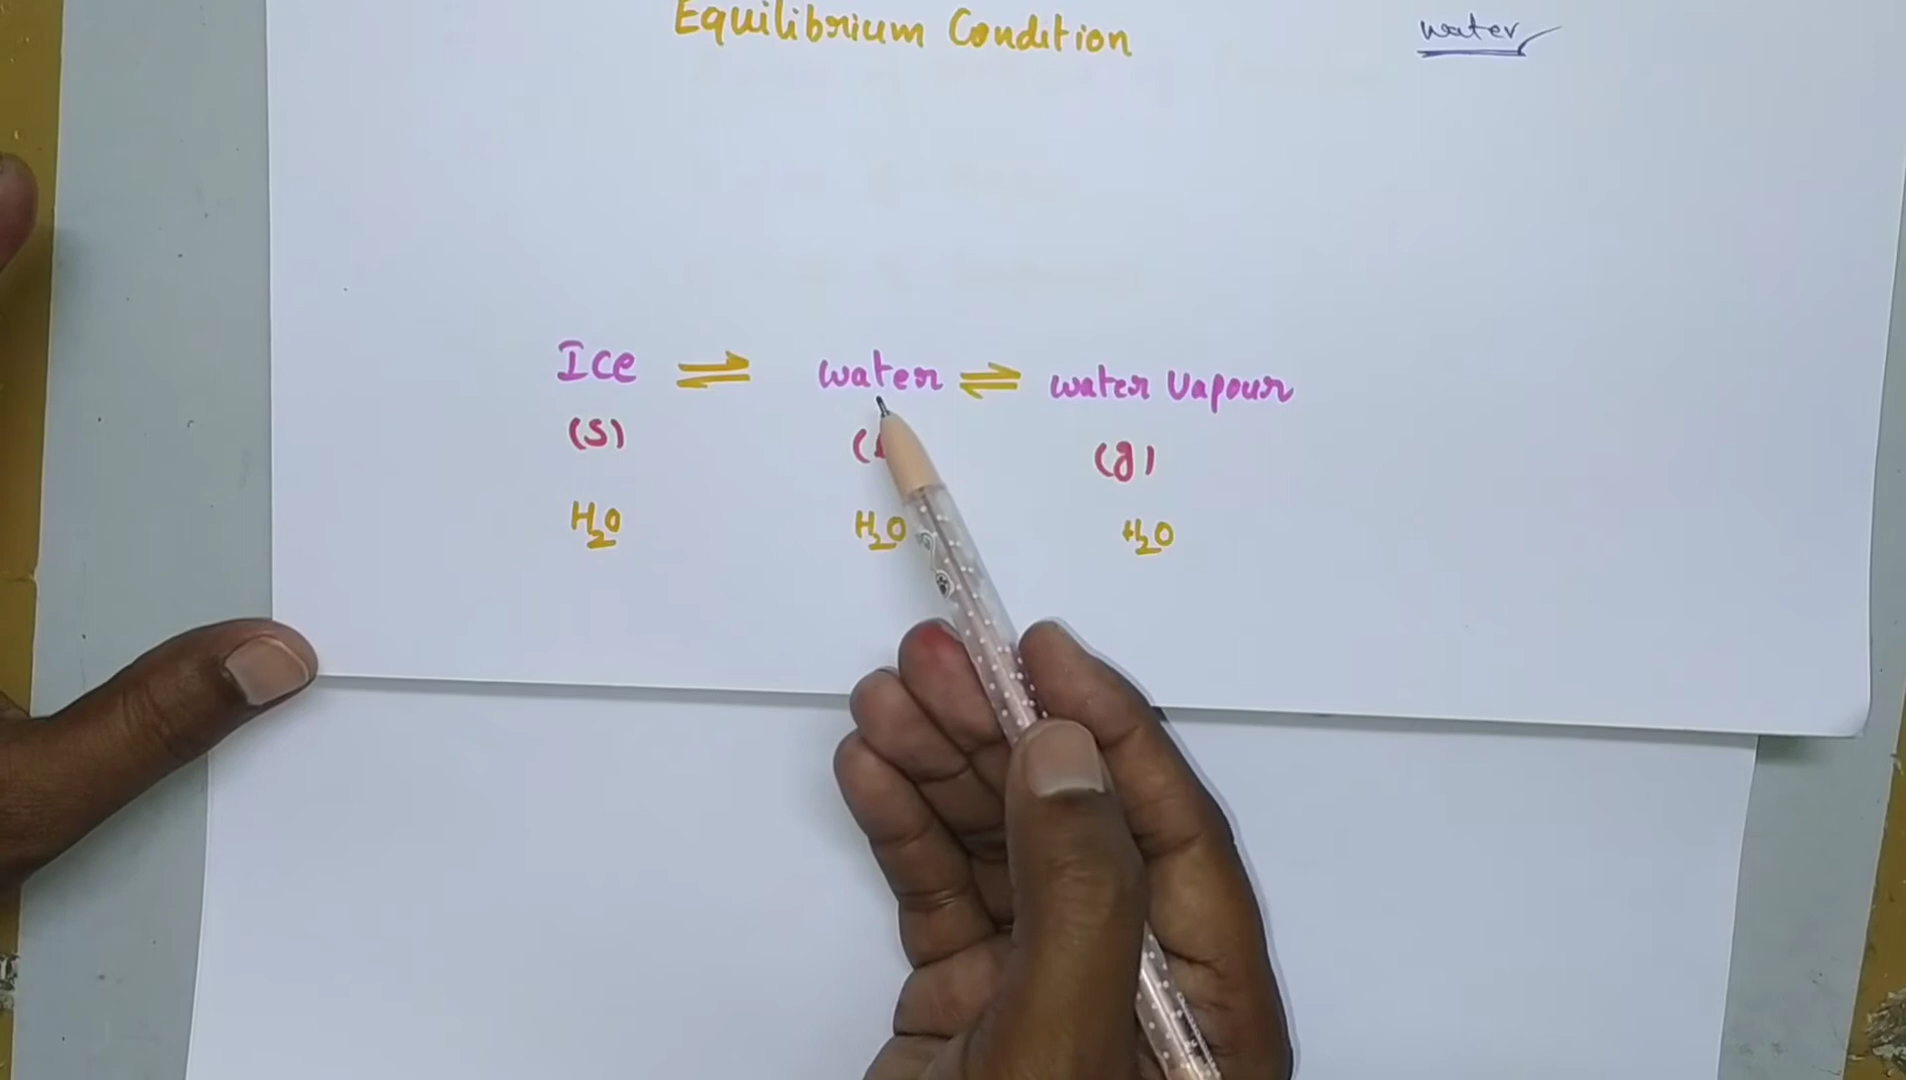 Equilibrium Condition
water
Ice ⇌ water ⇌ water Vapour
(S) ( (g)
H2O H2O H2O